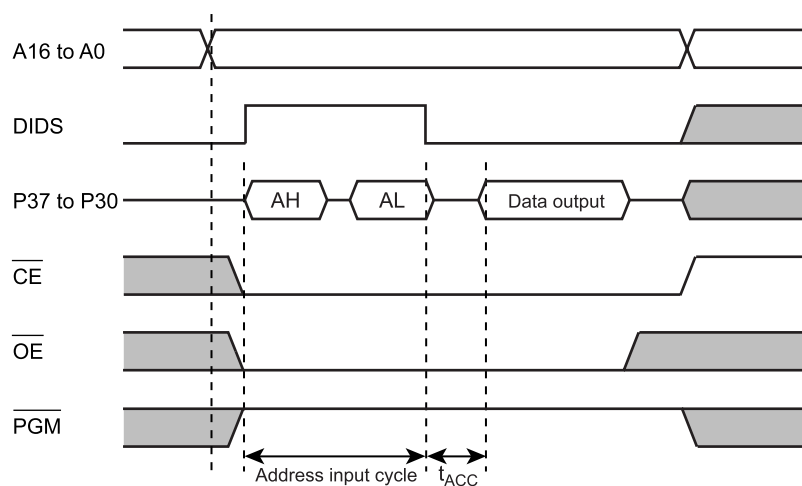 A16 to A0
DIDS
P37 to P30
AH
AL
Data output
CE
OE
PGM
Address input cycle
tACC